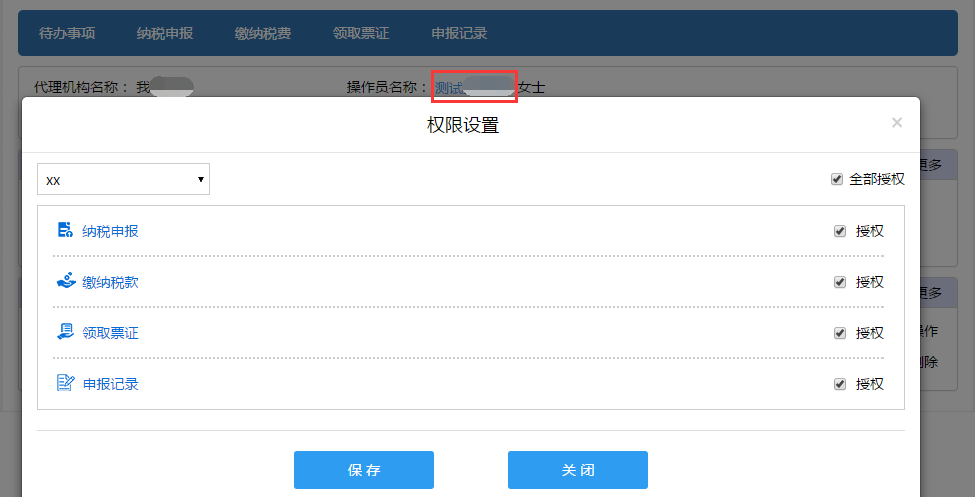 待办事项 纳税申报 缴纳税费 领取票证 申报记录
代理机构名称： 我 操作员名称： 测试 女士
权限设置 ×
更多
xx 全部授权
纳税申报 授权
缴纳税款 授权
更多
领取票证 授权
操作
删除
申报记录 授权
保存 关闭